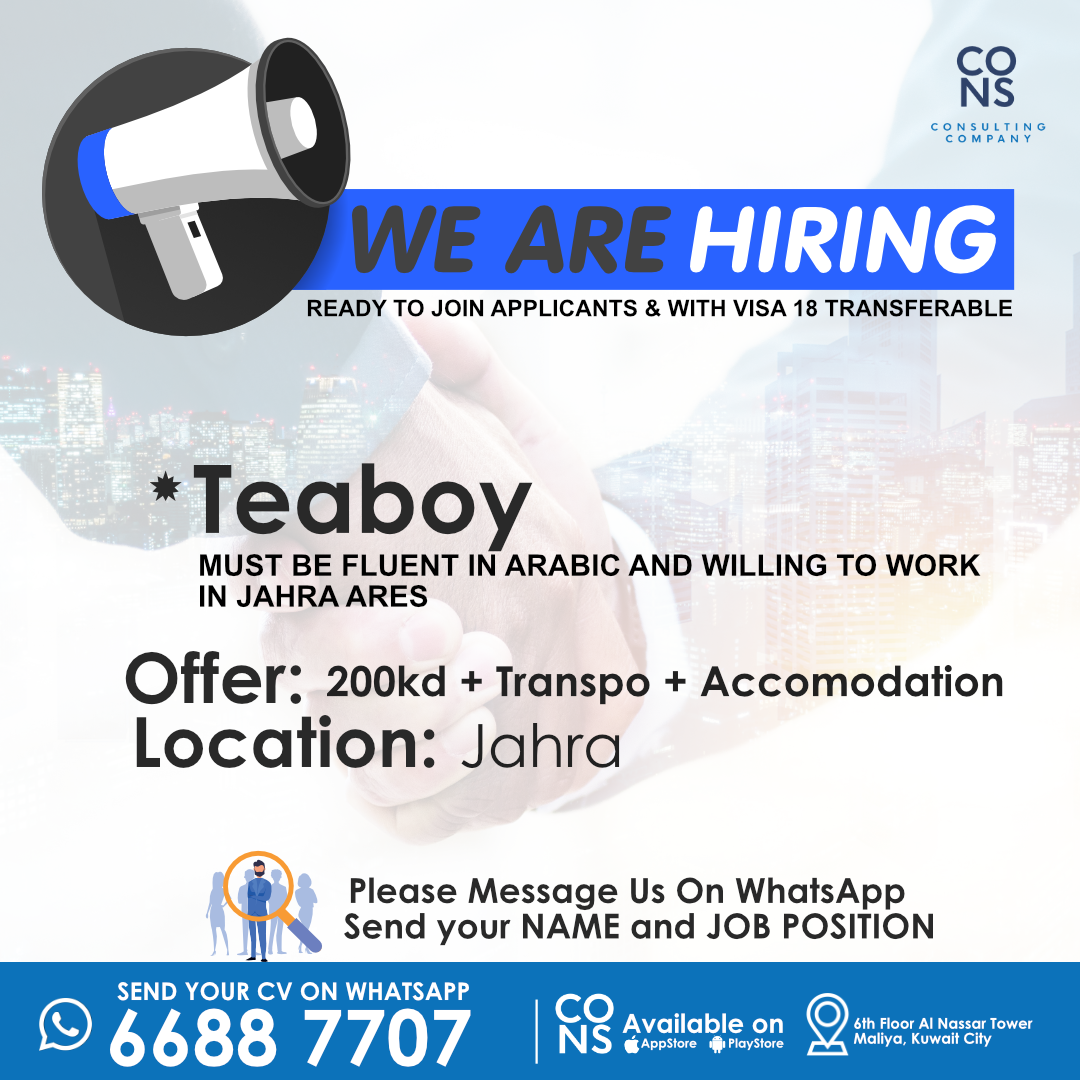 CO
NS
CONSULTING
COMPANY
WE ARE HIRING
READY TO JOIN APPLICANTS & WITH VISA 18 TRANSFERABLE
*Teaboy
MUST BE FLUENT IN ARABIC AND WILLING TO WORK
IN JAHRA ARES
Offer: 200kd + Transpo + Accomodation
Location: Jahra
Please Message Us On WhatsApp
Send your NAME and JOB POSITION
SEND YOUR CV ON WHATSAPP
6688 7707
CO
NS
Available on
AppStore PlayStore
6th Floor Al Nassar Tower
Maliya, Kuwait City